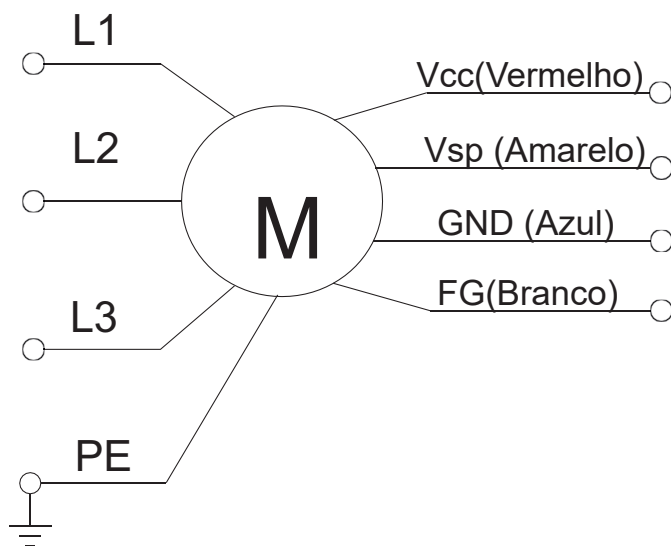 L1
L2
L3
PE
M
Vcc(Vermelho)
Vsp (Amarelo)
GND (Azul)
FG(Branco)